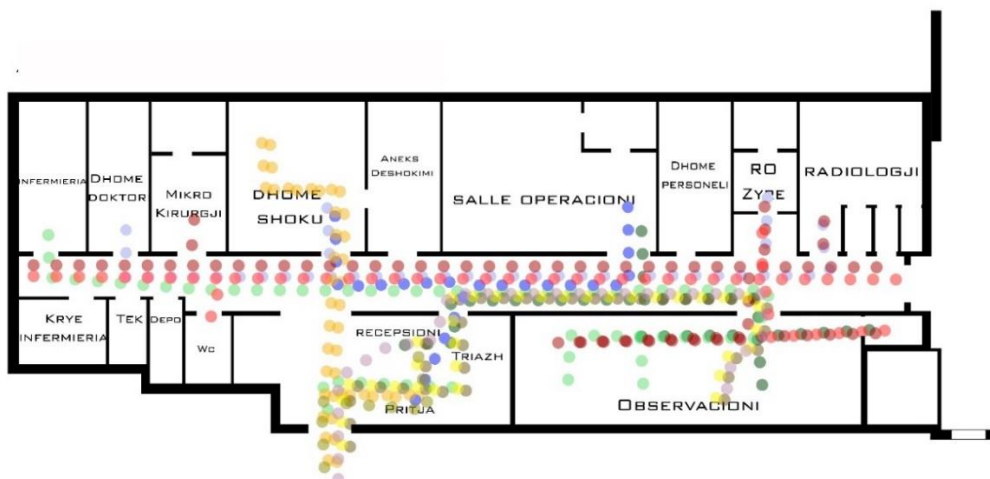 INFERMIERIA
DHOME
DOKTOR
MIKRO
KIRURGJI
DHOME
SHOKU
ANEKS
DESHOKIMI
SALLE OPERACIONI
DHOME
PERSONELI
RO
ZYRE
RADIOLOGJI
KRYE
INFERMIERIA
TEK
DEPO
WC
RECEPSIONI
TRIAZH
PRITJA
OBSERVACIONI